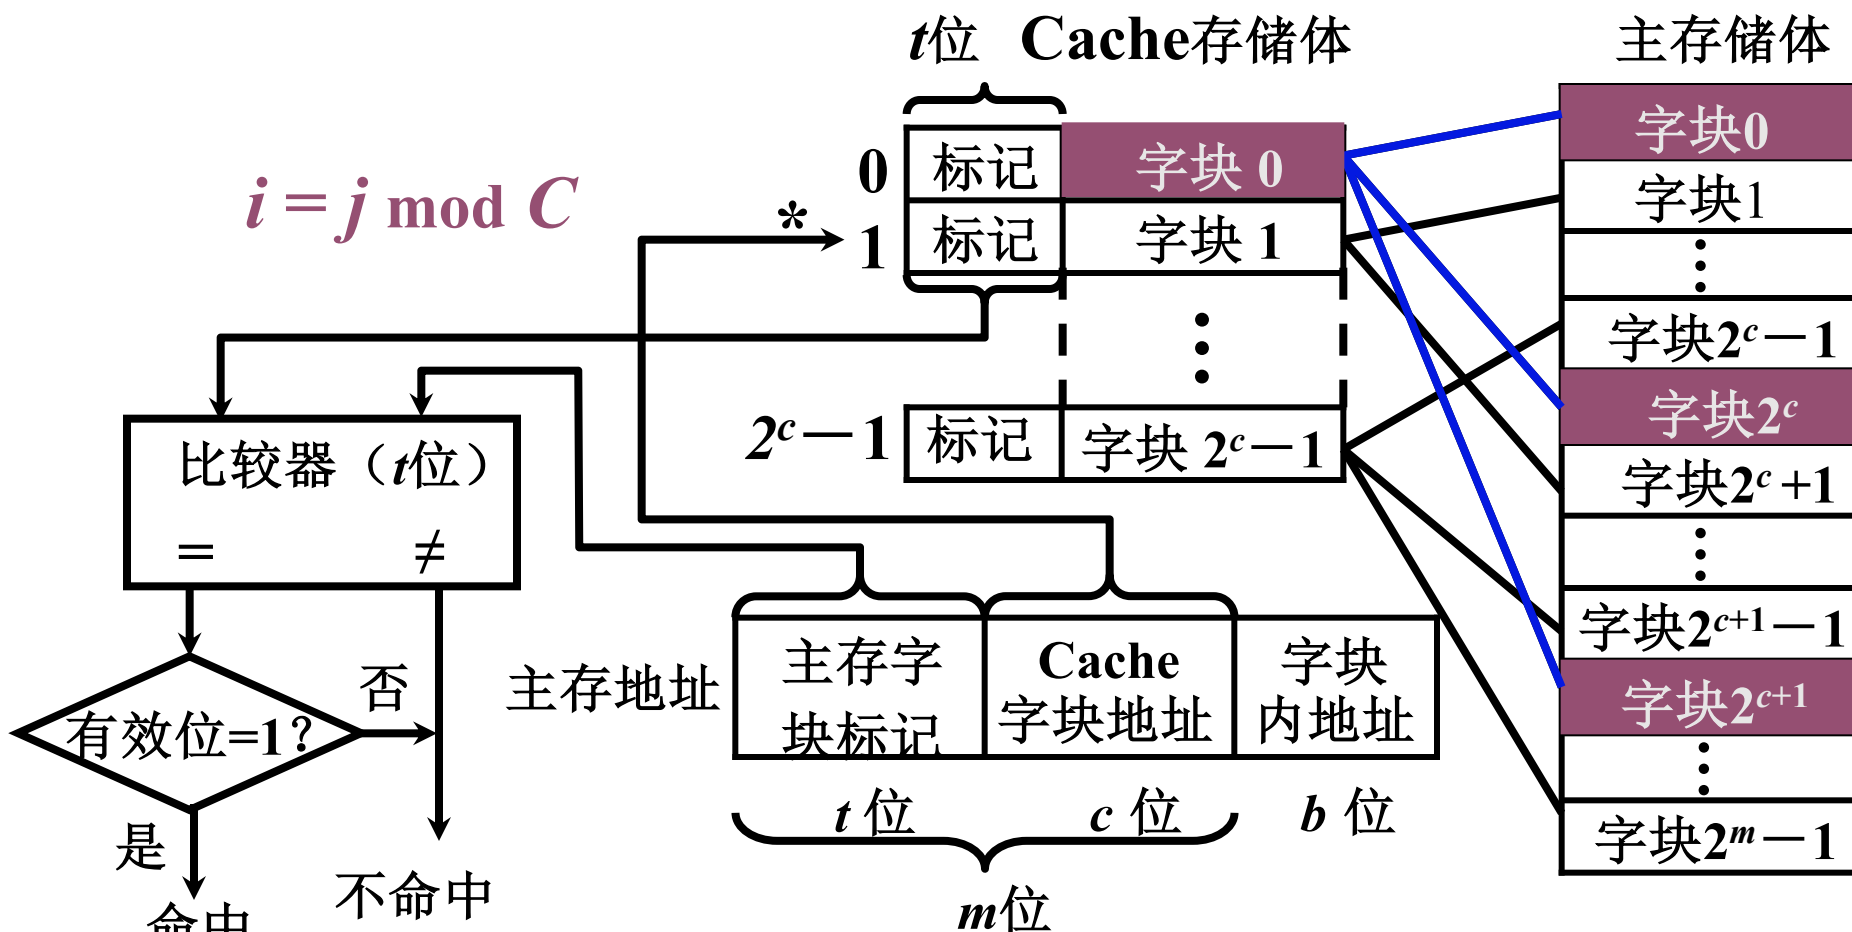 t位 Cache存储体 主存储体
字块0
0 标记 字块 0
i = j mod C
字块1
*
1 标记 字块 1
字块2ᶜ－1
字块2ᶜ
2ᶜ－1 标记 字块 2ᶜ－1
比较器（t位）
字块2ᶜ+1
= ≠
字块2ᶜ⁺¹－1
主存地址
主存字块标记
Cache字块地址
字块内地址
否
有效位=1?
字块2ᶜ⁺¹
t 位 c 位 b 位
字块2ᵐ－1
是
不命中
m位
命中